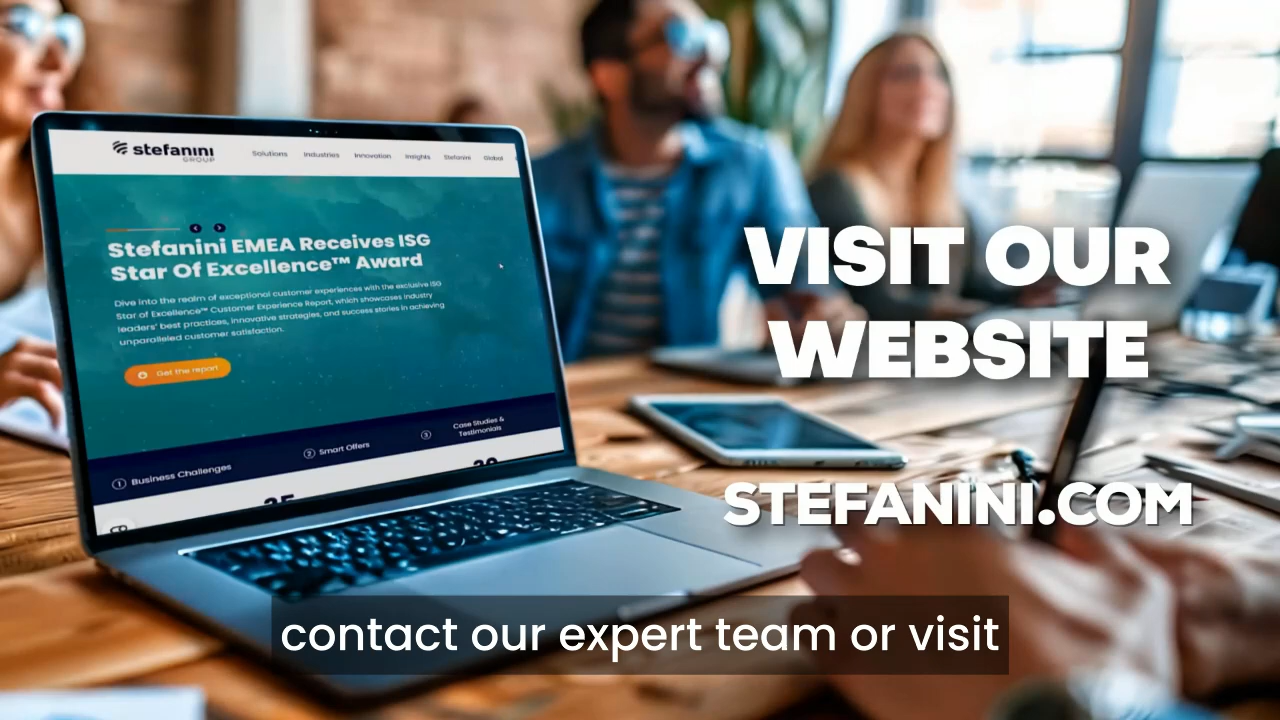 stefanini
GROUP
Solutions Industries Innovation Insights Stefanini Global
Stefanini EMEA Receives ISG
Star Of Excellence™ Award
Dive into the realm of exceptional customer experiences with the exclusive ISG
Star of Excellence™ Customer Experience Report, which showcases industry
leaders' best practices, innovative strategies, and success stories in achieving
unparalleled customer satisfaction.
Get the report
1 Business Challenges
2 Smart Offers
3 Case Studies &
Testimonials
VISIT OUR
WEBSITE
STEFANINI.COM
contact our expert team or visit